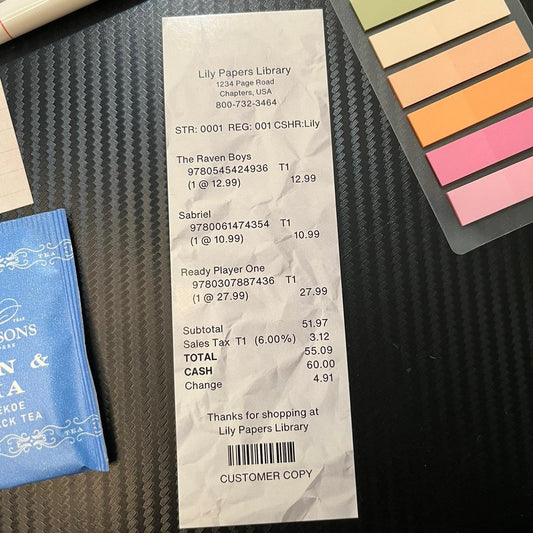 Lily Papers Library
1234 Page Road
Chapters, USA
800-732-3464
STR: 0001 REG: 001 CSHR:Lily
The Raven Boys
9780545424936 T1
(1 @ 12.99) 12.99
Sabriel
9780061474354 T1
(1 @ 10.99) 10.99
Ready Player One
9780307887436 T1
(1 @ 27.99) 27.99
Subtotal 51.97
Sales Tax T1 (6.00%) 3.12
TOTAL 55.09
CASH 60.00
Change 4.91
Thanks for shopping at
Lily Papers Library
CUSTOMER COPY
TEA
SONS
N &
A
EKOE
CK TEA
TEA